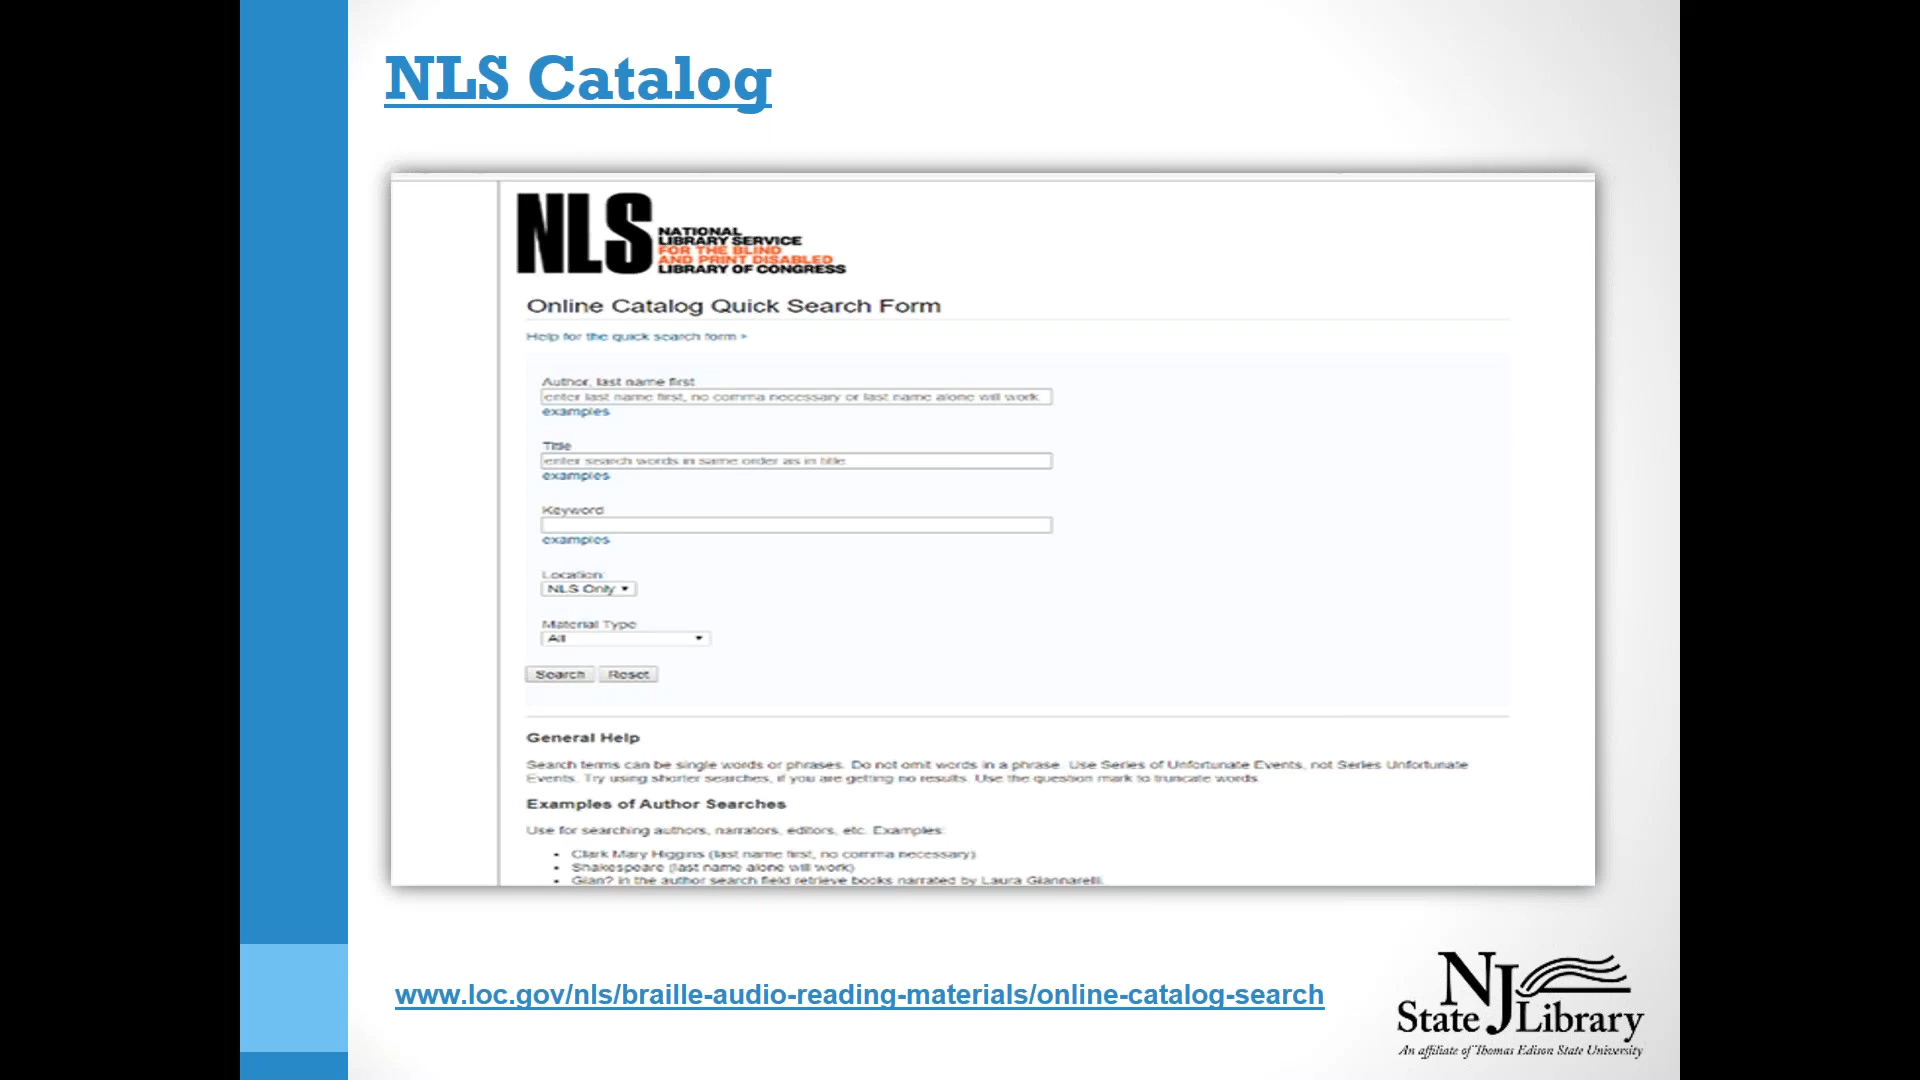 NLS Catalog
NLS
NATIONAL
LIBRARY SERVICE
FOR THE BLIND
AND PRINT DISABLED
LIBRARY OF CONGRESS
Online Catalog Quick Search Form
Help for the quick search form >
Author, last name first
enter last name first, no comma necessary or last name alone will work
examples
Title
enter search words in same order as in title
examples
Keyword
examples
Location:
NLS Only
Material Type
All
Search Reset
General Help
Search terms can be single words or phrases. Do not omit words in a phrase. Use Series of Unfortunate Events, not Series Unfortunate
Events. Try using shorter searches, if you are getting no results. Use the question mark to truncate words.
Examples of Author Searches
Use for searching authors, narrators, editors, etc. Examples:
• Clark Mary Higgins (last name first, no comma necessary)
• Shakespeare (last name alone will work)
• Gian? in the author search field retrieve books narrated by Laura Giannarelli.
www.loc.gov/nls/braille-audio-reading-materials/online-catalog-search
NJ
State Library
An affiliate of Thomas Edison State University